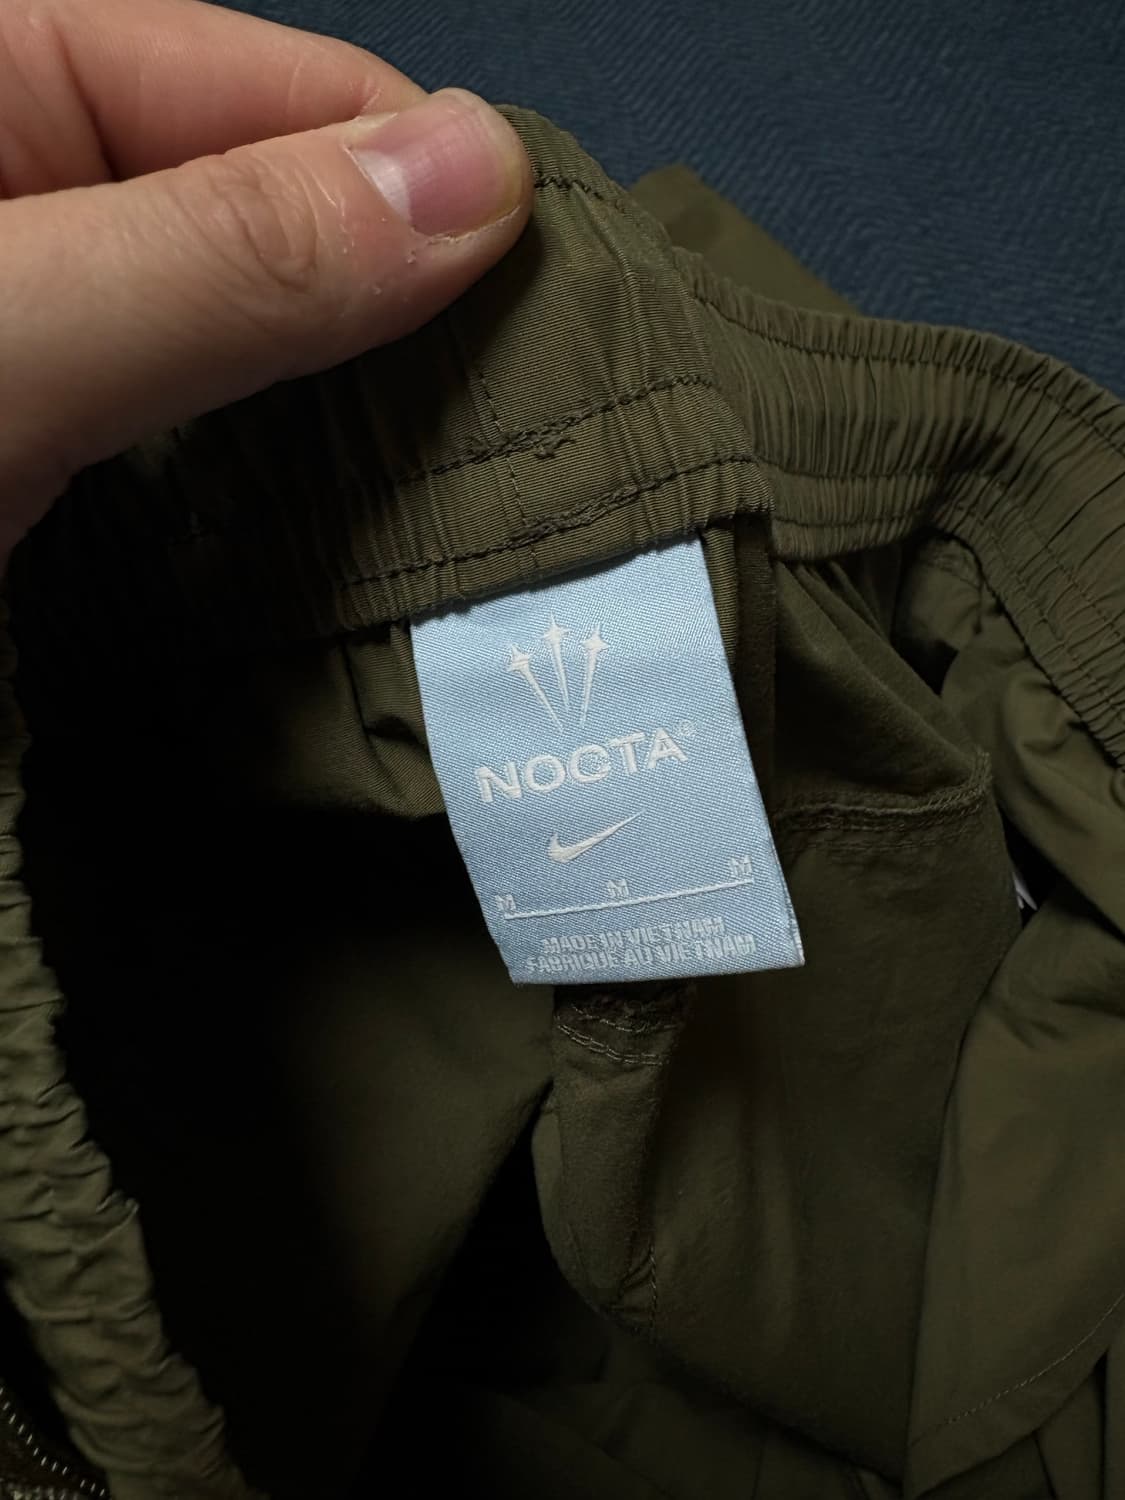 NOCTA®
M M M
MADE IN VIETNAM
FABRIQUÉ AU VIETNAM